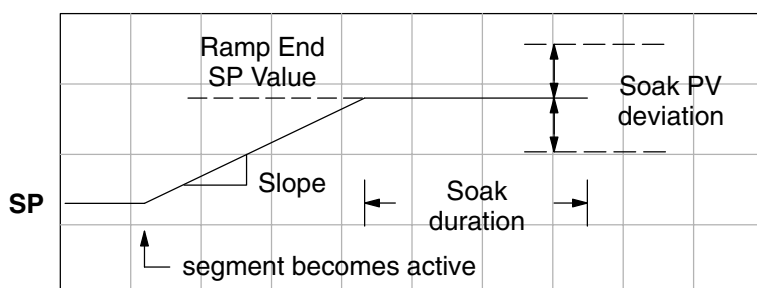 Ramp End
SP Value
Soak PV
deviation
Slope
SP
Soak
duration
segment becomes active